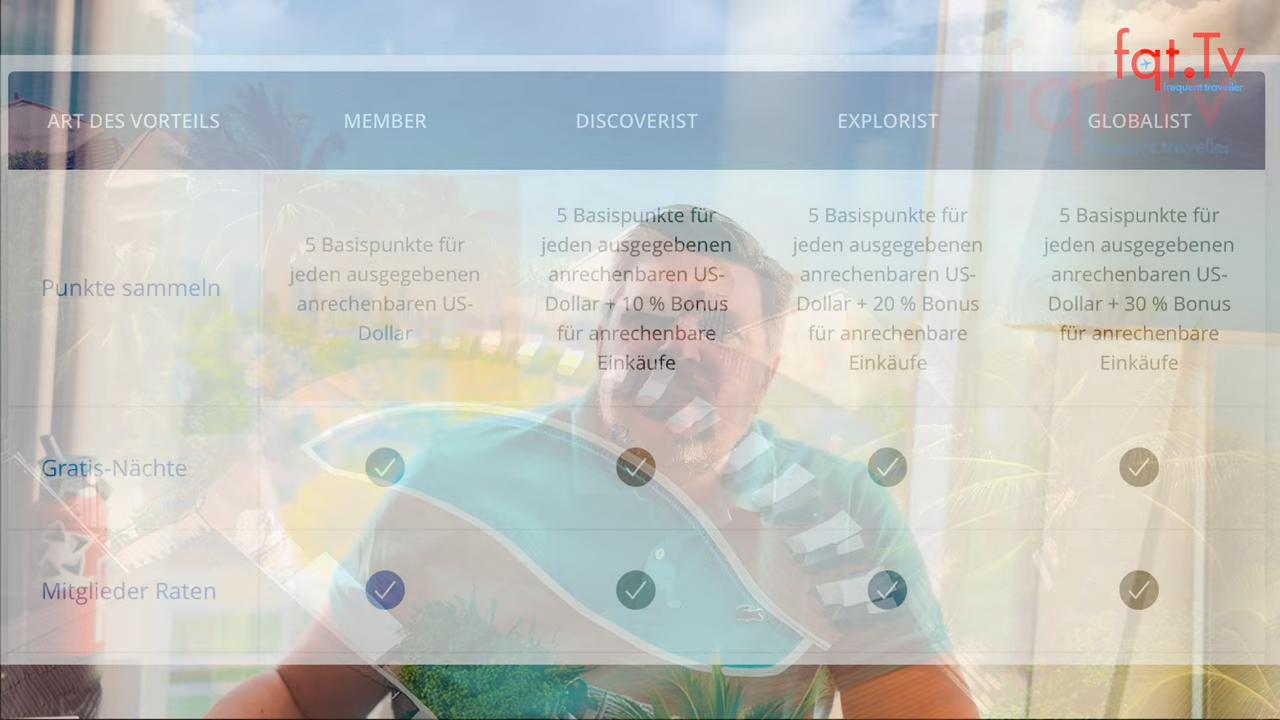 fqt.Tv
frequent traveller
ART DES VORTEILS MEMBER DISCOVERIST EXPLORIST GLOBALIST
Punkte sammeln
5 Basispunkte für
jeden ausgegebenen
anrechenbaren US-
Dollar
5 Basispunkte für
jeden ausgegebenen
anrechenbaren US-
Dollar + 10 % Bonus
für anrechenbare
Einkäufe
5 Basispunkte für
jeden ausgegebenen
anrechenbaren US-
Dollar + 20 % Bonus
für anrechenbare
Einkäufe
5 Basispunkte für
jeden ausgegebenen
anrechenbaren US-
Dollar + 30 % Bonus
für anrechenbare
Einkäufe
Gratis-Nächte
Mitglieder Raten